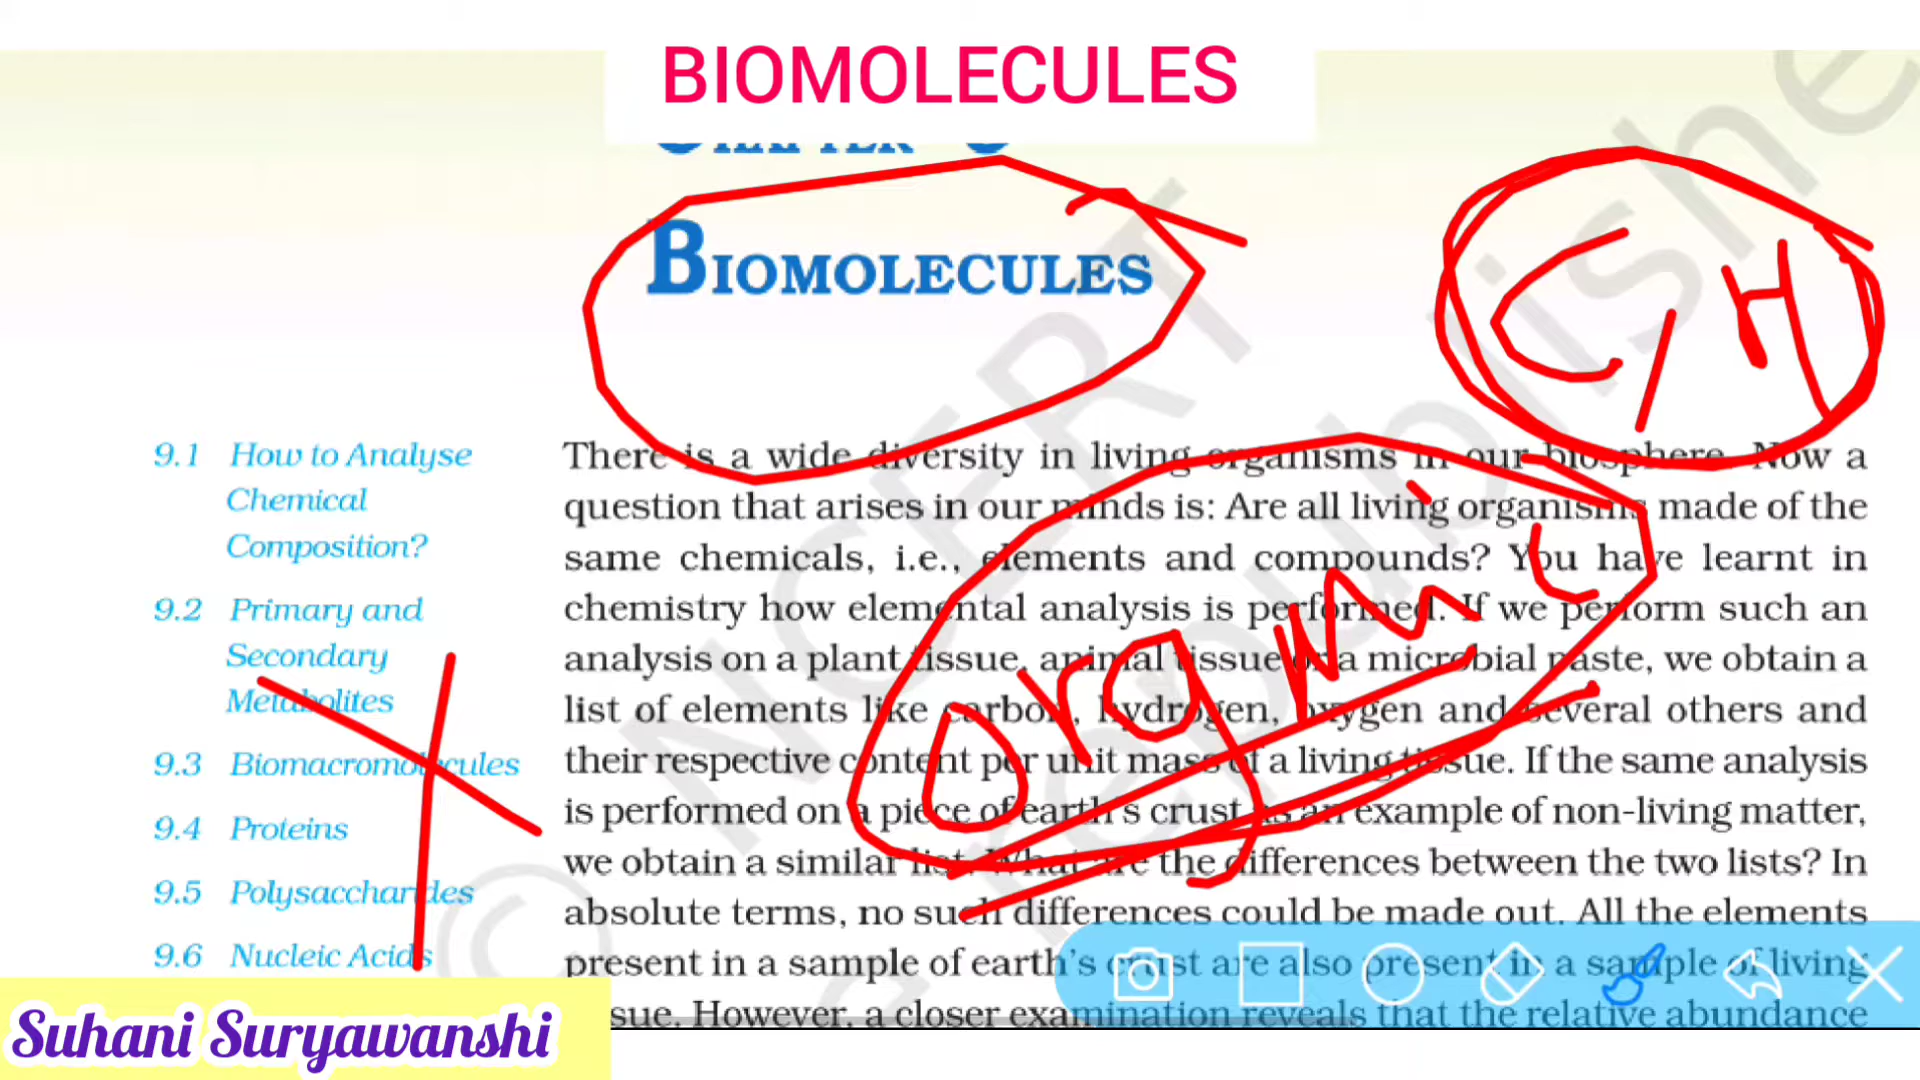 BIOMOLECULES
BIOMOLECULES
C, H
9.1 How to Analyse
Chemical
Composition?
9.2 Primary and
Secondary
Metabolites
9.3 Biomacromolecules
9.4 Proteins
9.5 Polysaccharides
9.6 Nucleic Acids
There is a wide diversity in living organisms in our biosphere. Now a
question that arises in our minds is: Are all living organisms made of the
same chemicals, i.e., elements and compounds? You have learnt in
chemistry how elemental analysis is performed. If we perform such an
analysis on a plant tissue, animal tissue or a microbial paste, we obtain a
list of elements like carbon, hydrogen, oxygen and several others and
their respective content per unit mass of a living tissue. If the same analysis
is performed on a piece of earth's crust as an example of non-living matter,
we obtain a similar list. What are the differences between the two lists? In
absolute terms, no such differences could be made out. All the elements
present in a sample of earth's crust are also present in a sample of living
sue. However, a closer examination reveals that the relative abundance
organic
© NCERT
republishe
Suhani Suryawanshi